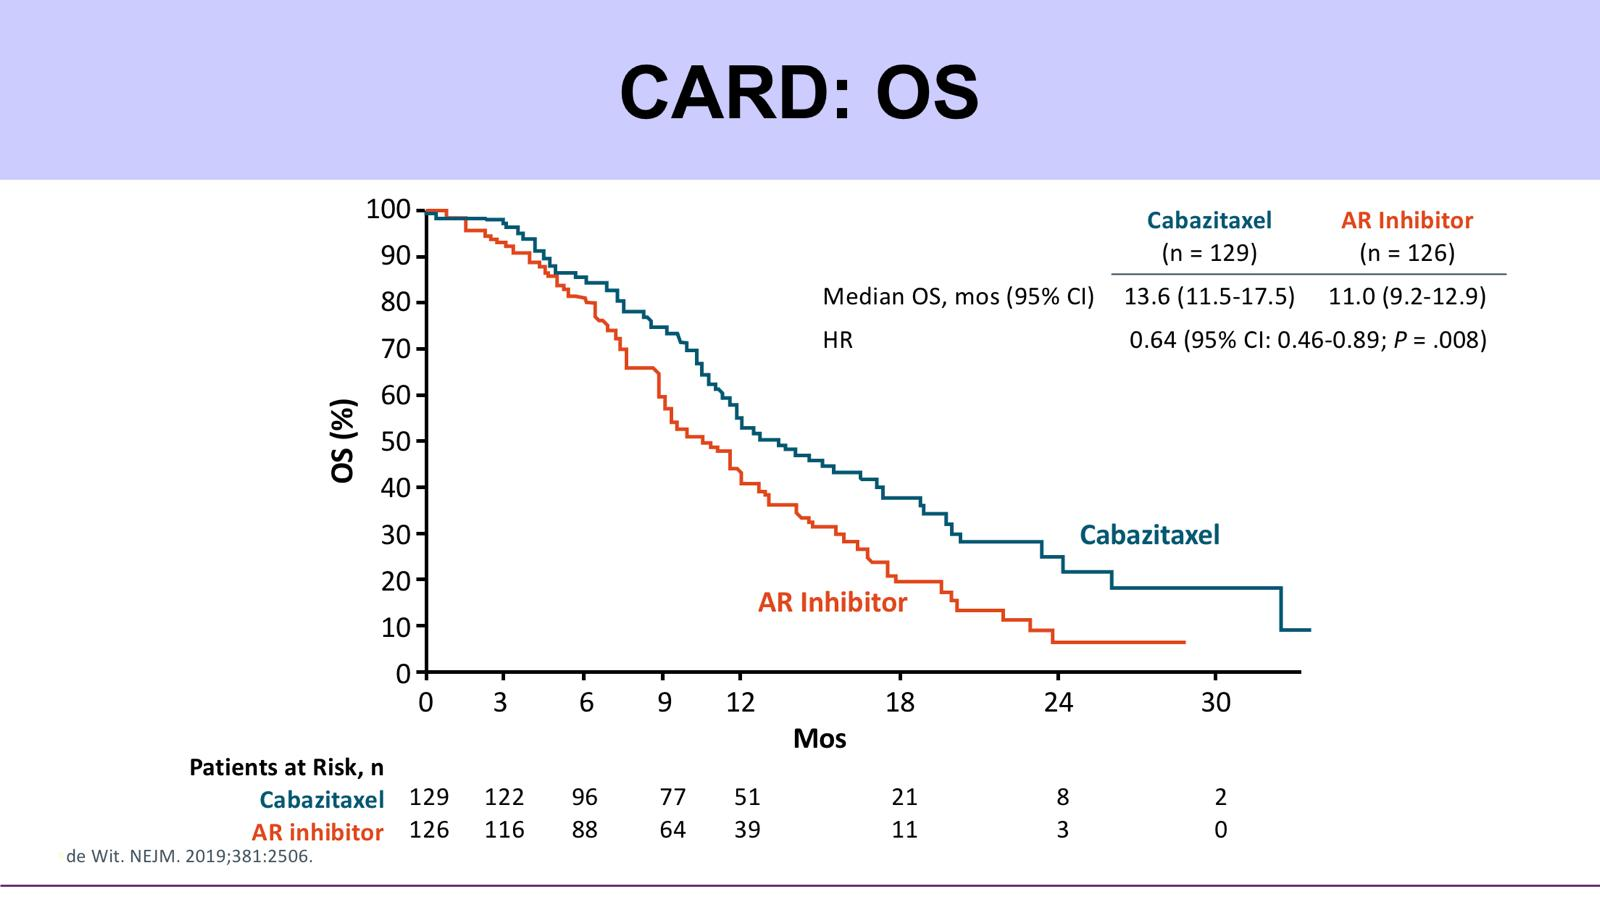 CARD: OS
Cabazitaxel AR Inhibitor
(n = 129) (n = 126)
Median OS, mos (95% CI) 13.6 (11.5-17.5) 11.0 (9.2-12.9)
HR 0.64 (95% CI: 0.46-0.89; P = .008)
OS (%)
100
90
80
70
60
50
40
30
20
10
0
Cabazitaxel
AR Inhibitor
0 3 6 9 12 18 24 30
Mos
Patients at Risk, n
Cabazitaxel 129 122 96 77 51 21 8 2
AR inhibitor 126 116 88 64 39 11 3 0
de Wit. NEJM. 2019;381:2506.